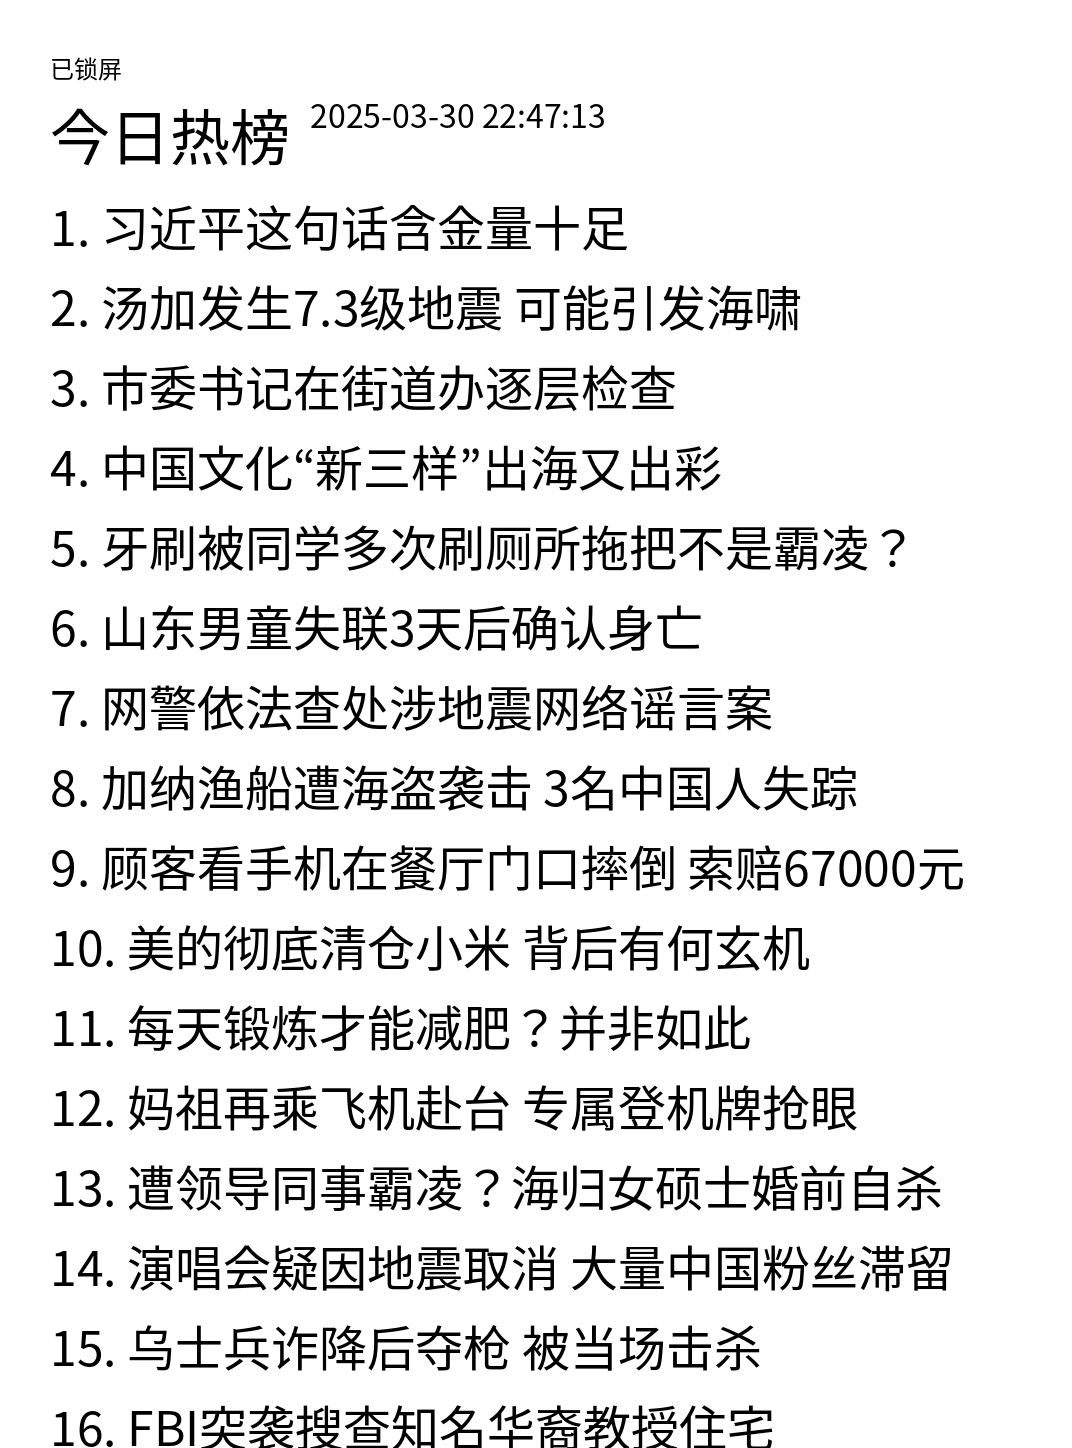 已锁屏
今日热榜 2025-03-30 22:47:13
1. 习近平这句话含金量十足
2. 汤加发生7.3级地震 可能引发海啸
3. 市委书记在街道办逐层检查
4. 中国文化“新三样”出海又出彩
5. 牙刷被同学多次刷厕所拖把不是霸凌？
6. 山东男童失联3天后确认身亡
7. 网警依法查处涉地震网络谣言案
8. 加纳渔船遭海盗袭击 3名中国人失踪
9. 顾客看手机在餐厅门口摔倒 索赔67000元
10. 美的彻底清仓小米 背后有何玄机
11. 每天锻炼才能减肥？并非如此
12. 妈祖再乘飞机赴台 专属登机牌抢眼
13. 遭领导同事霸凌？海归女硕士婚前自杀
14. 演唱会疑因地震取消 大量中国粉丝滞留
15. 乌士兵诈降后夺枪 被当场击杀
16. FBI突袭搜查知名华裔教授住宅